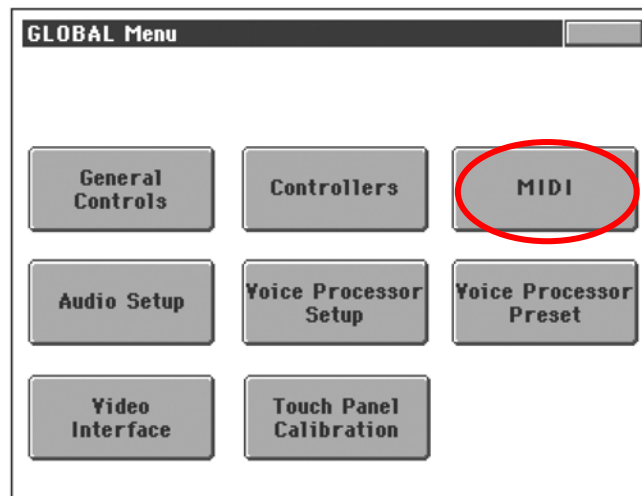 GLOBAL Menu
General
Controls
Controllers
MIDI
Audio Setup
Voice Processor
Setup
Voice Processor
Preset
Video
Interface
Touch Panel
Calibration